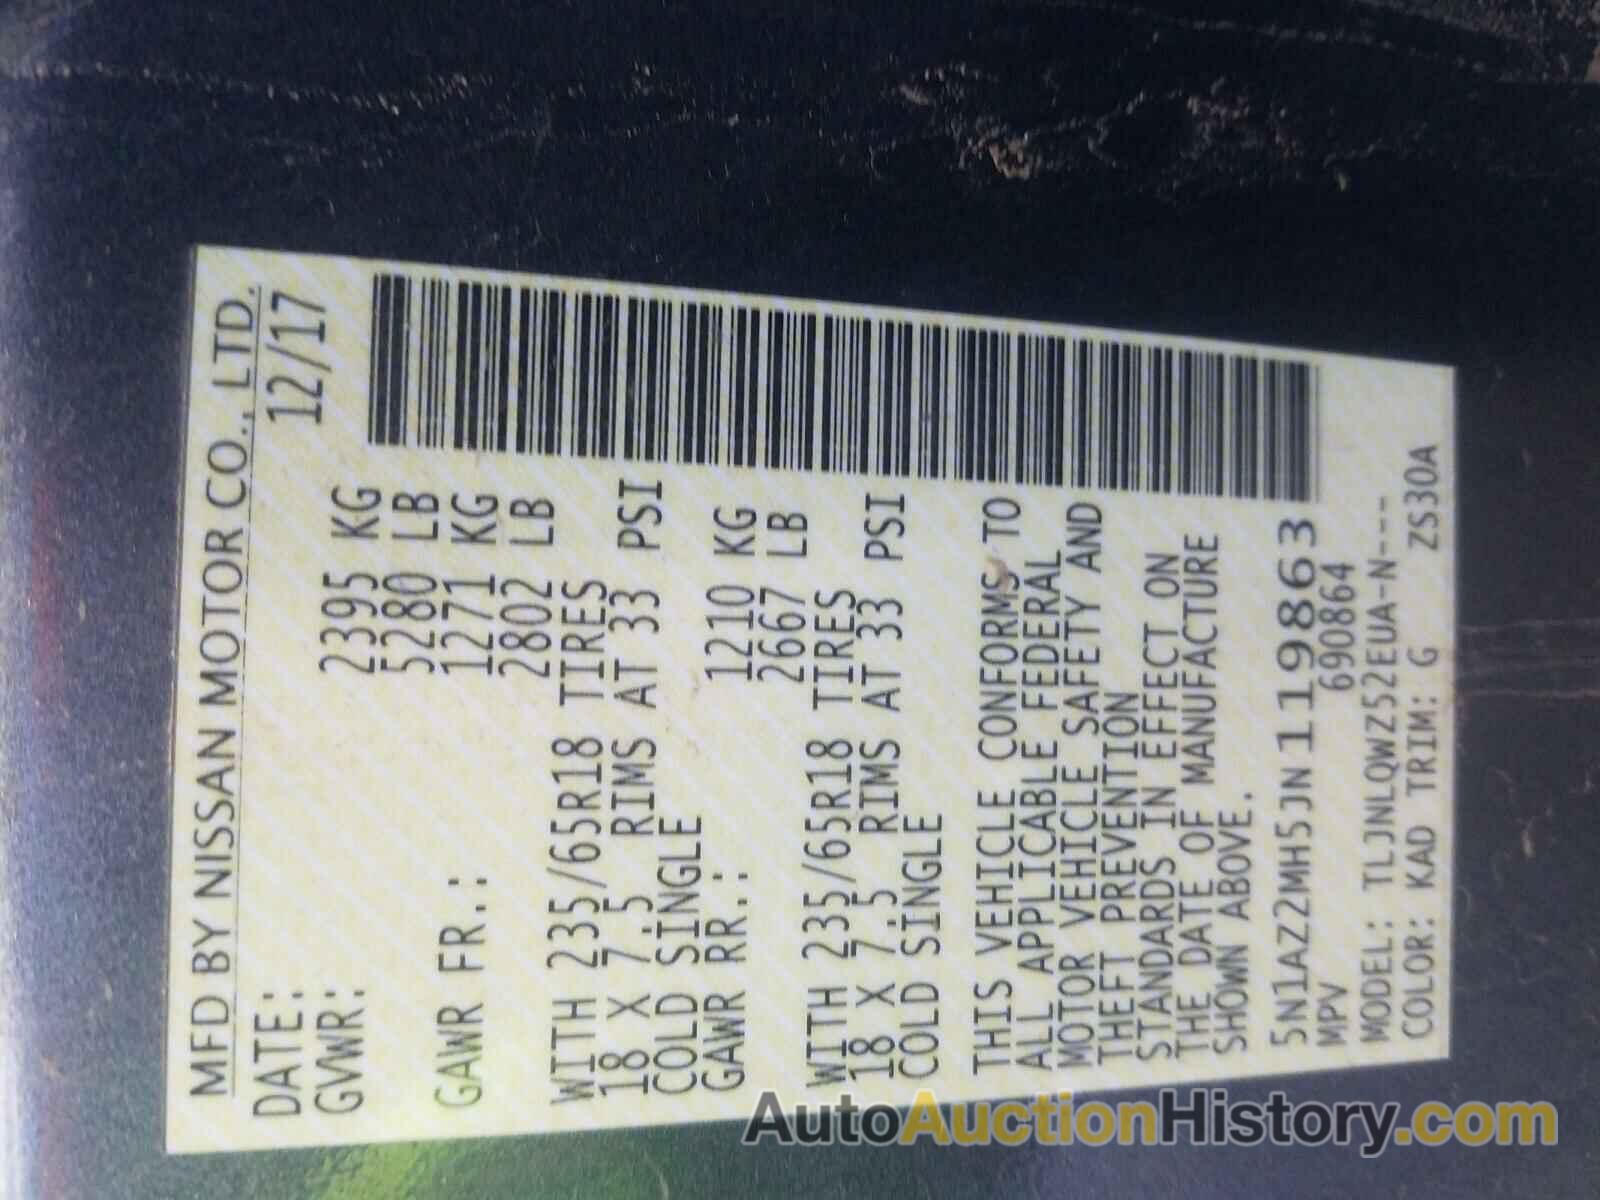 MFD BY NISSAN MOTOR CO., LTD.
DATE: 12/17
GVWR: 2395 KG
5280 LB
GAWR FR.: 1271 KG
2802 LB
WITH 235/65R18 TIRES
18 X 7.5 RIMS AT 33 PSI
COLD SINGLE
GAWR RR.: 1210 KG
2667 LB
WITH 235/65R18 TIRES
18 X 7.5 RIMS AT 33 PSI
COLD SINGLE
THIS VEHICLE CONFORMS TO
ALL APPLICABLE FEDERAL
MOTOR VEHICLE SAFETY AND
THEFT PREVENTION
STANDARDS IN EFFECT ON
THE DATE OF MANUFACTURE
SHOWN ABOVE.
5N1AZ2MH5JN119863
MPV 690864
MODEL: TLJNLQWZ52EUA-N---
COLOR: KAD TRIM: G ZS30A
AutoAuctionHistory.com